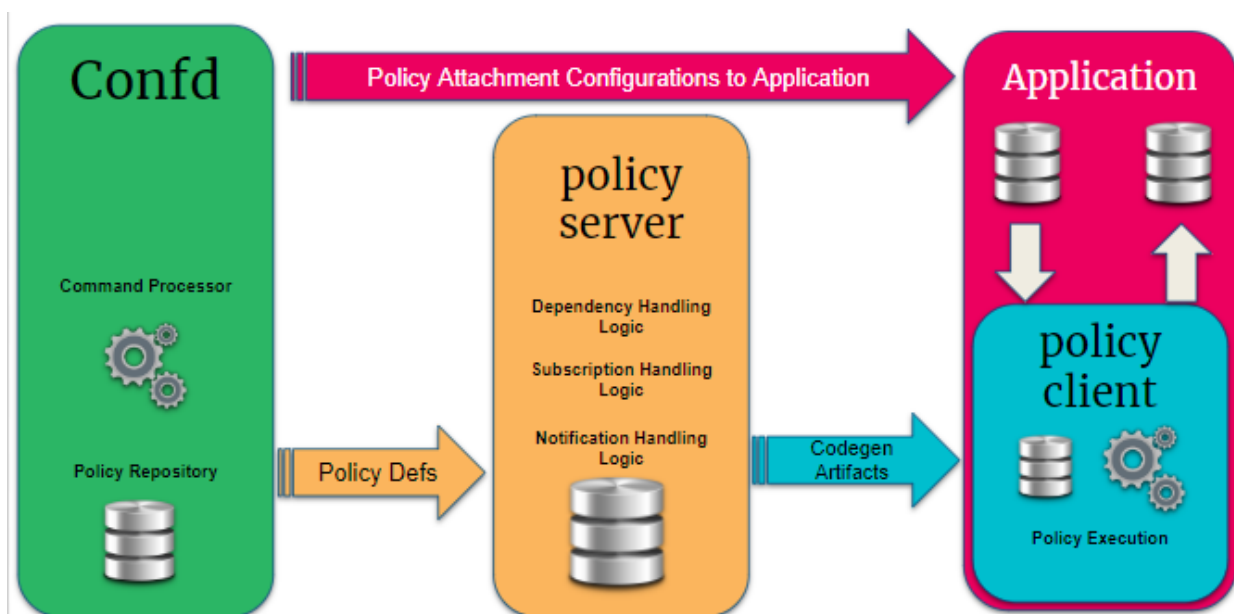 Confd
Policy Attachment Configurations to Application
Application
policy
server
Command Processor
Dependency Handling
Logic
Subscription Handling
Logic
policy
client
Notification Handling
Logic
Policy Repository
Policy Defs
Codegen
Artifacts
Policy Execution